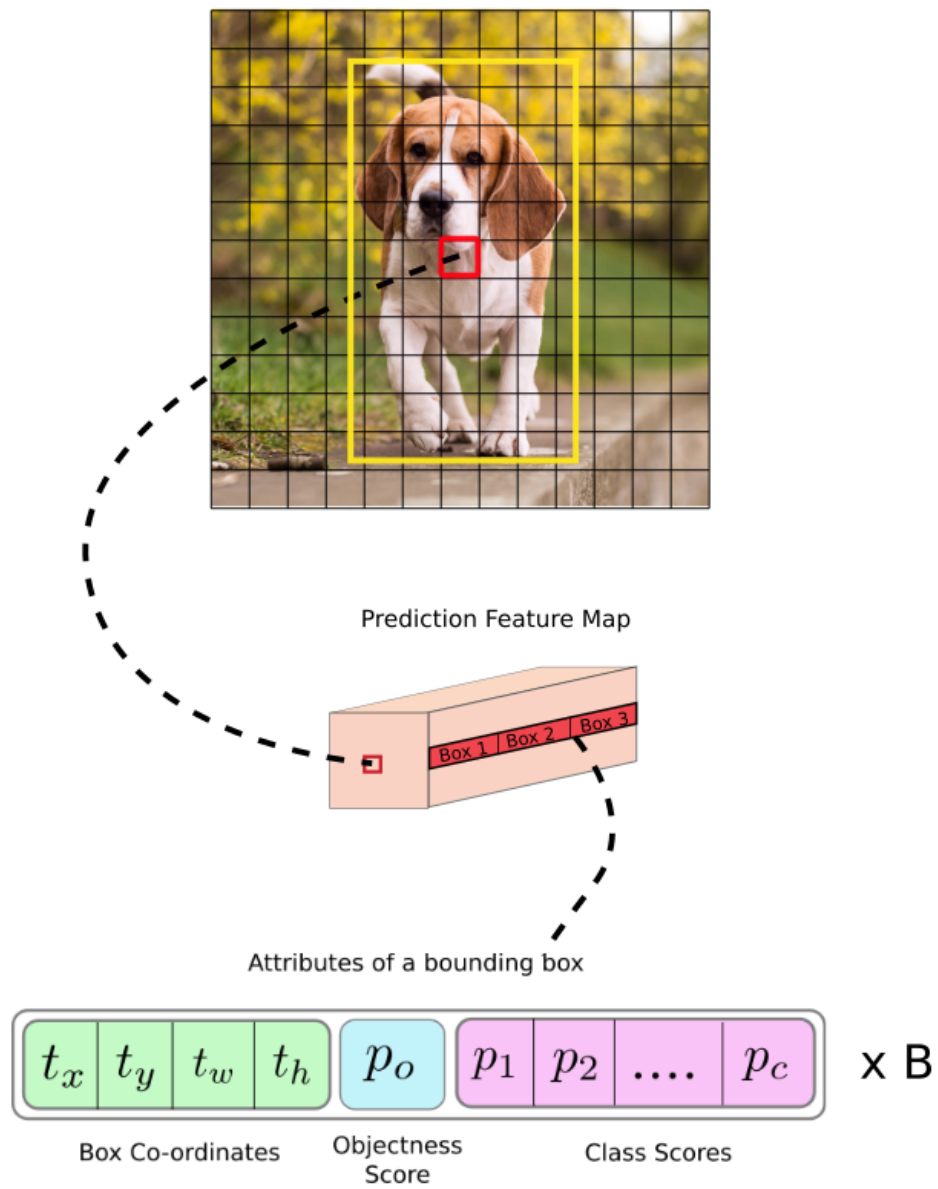 Prediction Feature Map
Box 1 Box 2 Box 3
Attributes of a bounding box
t_x t_y t_w t_h p_o p_1 p_2 .... p_c x B
Box Co-ordinates Objectness Score Class Scores